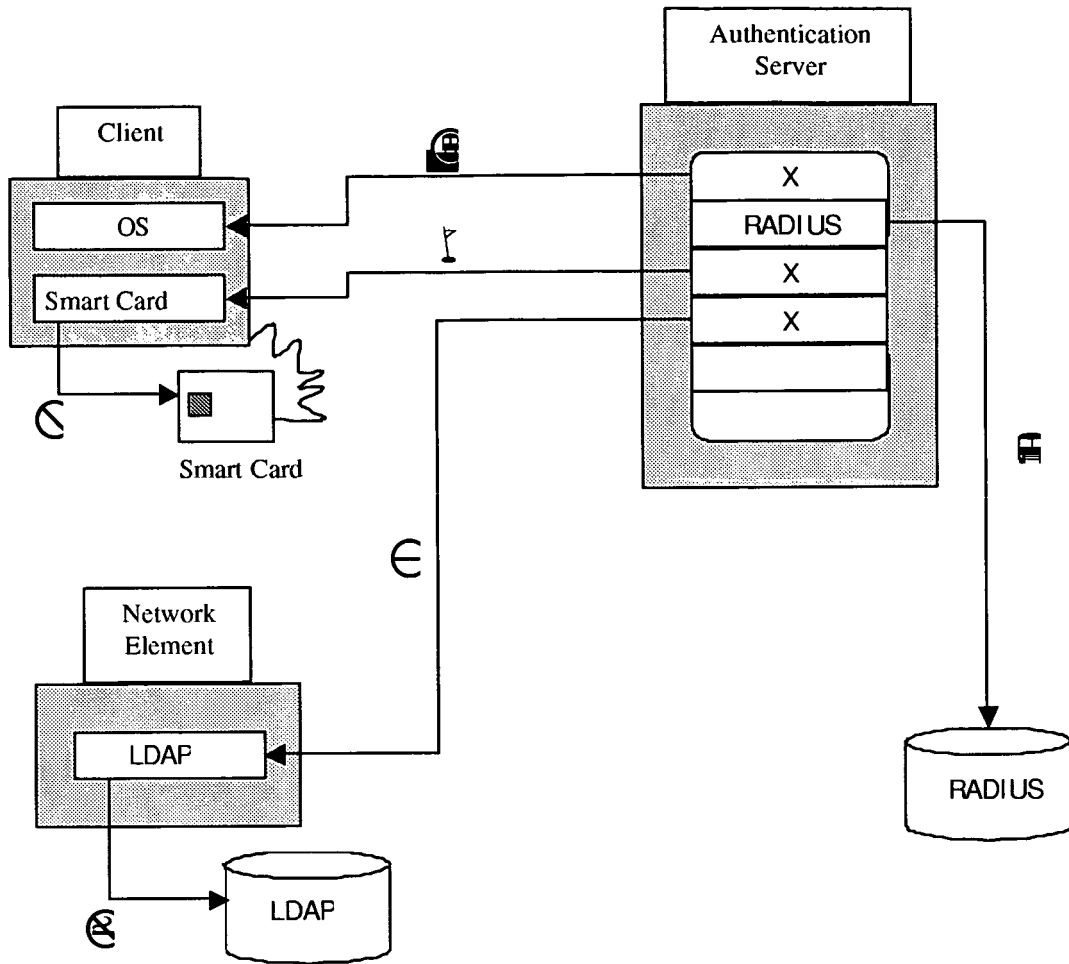 Authentication
Server
Client
X
OS
RADIUS
Smart Card
X
X
Smart Card
Network
Element
LDAP
RADIUS
LDAP